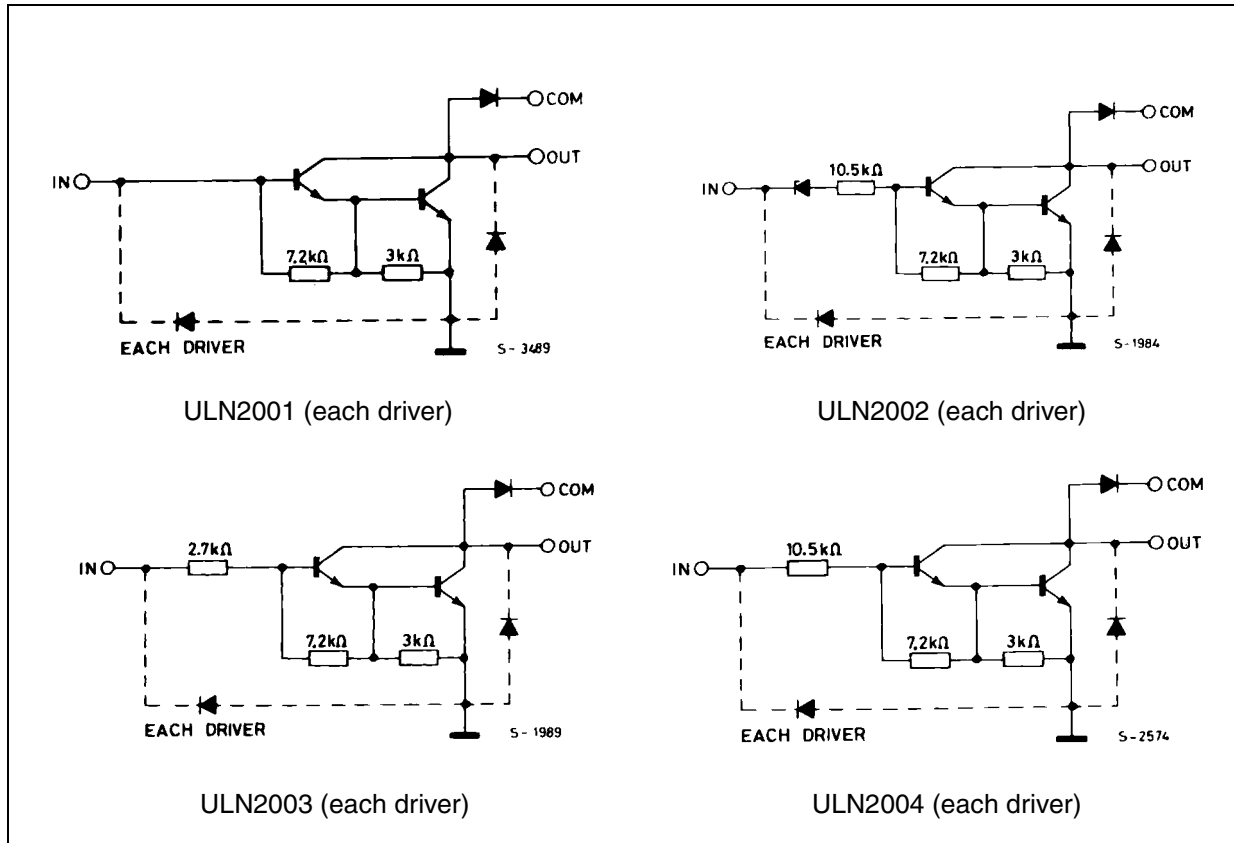 COM
OUT
IN
7.2kΩ 3kΩ
EACH DRIVER
S-3489
ULN2001 (each driver)
COM
OUT
10.5kΩ
IN
7.2kΩ 3kΩ
EACH DRIVER
S-1984
ULN2002 (each driver)
COM
OUT
2.7kΩ
IN
7.2kΩ 3kΩ
EACH DRIVER
S-1989
ULN2003 (each driver)
COM
OUT
10.5kΩ
IN
7.2kΩ 3kΩ
EACH DRIVER
S-2574
ULN2004 (each driver)